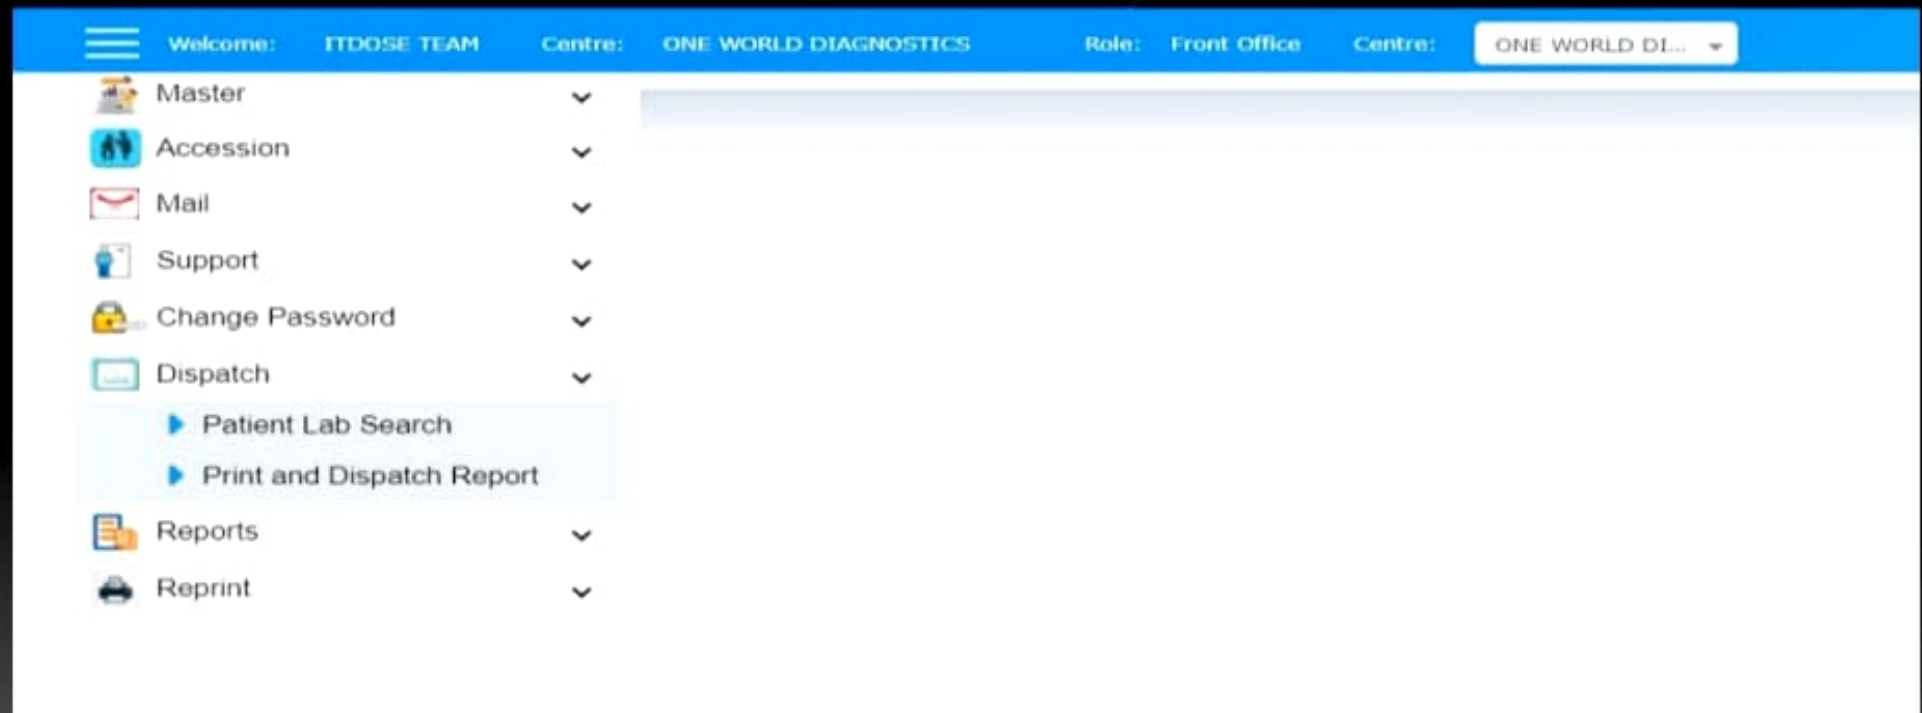 Welcome: ITDOSE TEAM Centre: ONE WORLD DIAGNOSTICS Role: Front Office Centre: ONE WORLD DI...
Master
Accession
Mail
Support
Change Password
Dispatch
Patient Lab Search
Print and Dispatch Report
Reports
Reprint